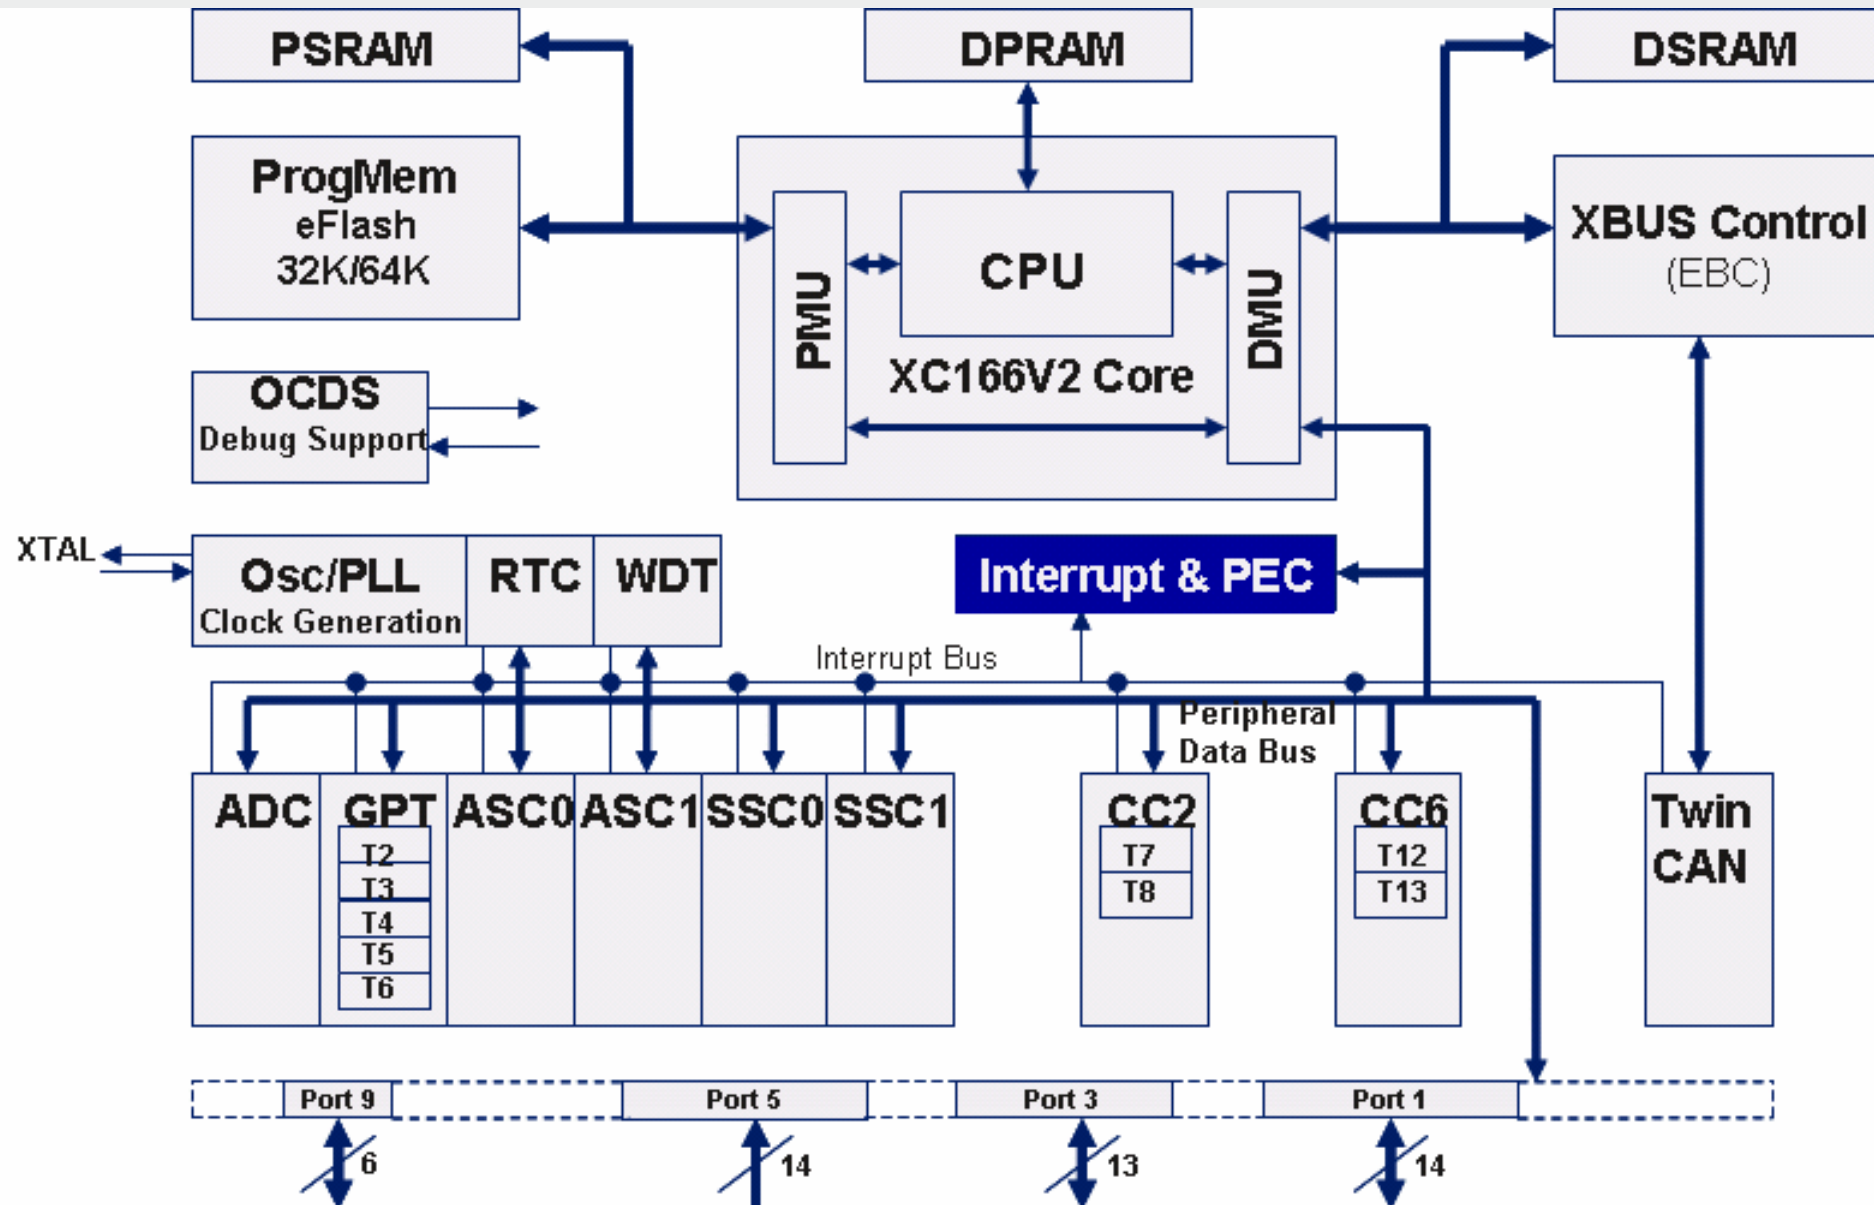 PSRAM
DPRAM
DSRAM
ProgMem
eFlash
32K/64K
PMU
CPU
DMU
XC166V2 Core
XBUS Control
(EBC)
OCDS
Debug Support
XTAL
Osc/PLL
Clock Generation
RTC
WDT
Interrupt & PEC
Interrupt Bus
Peripheral
Data Bus
ADC
GPT
T2
T3
T4
T5
T6
ASC0
ASC1
SSC0
SSC1
CC2
T7
T8
CC6
T12
T13
Twin
CAN
Port 9
Port 5
Port 3
Port 1
6
14
13
14